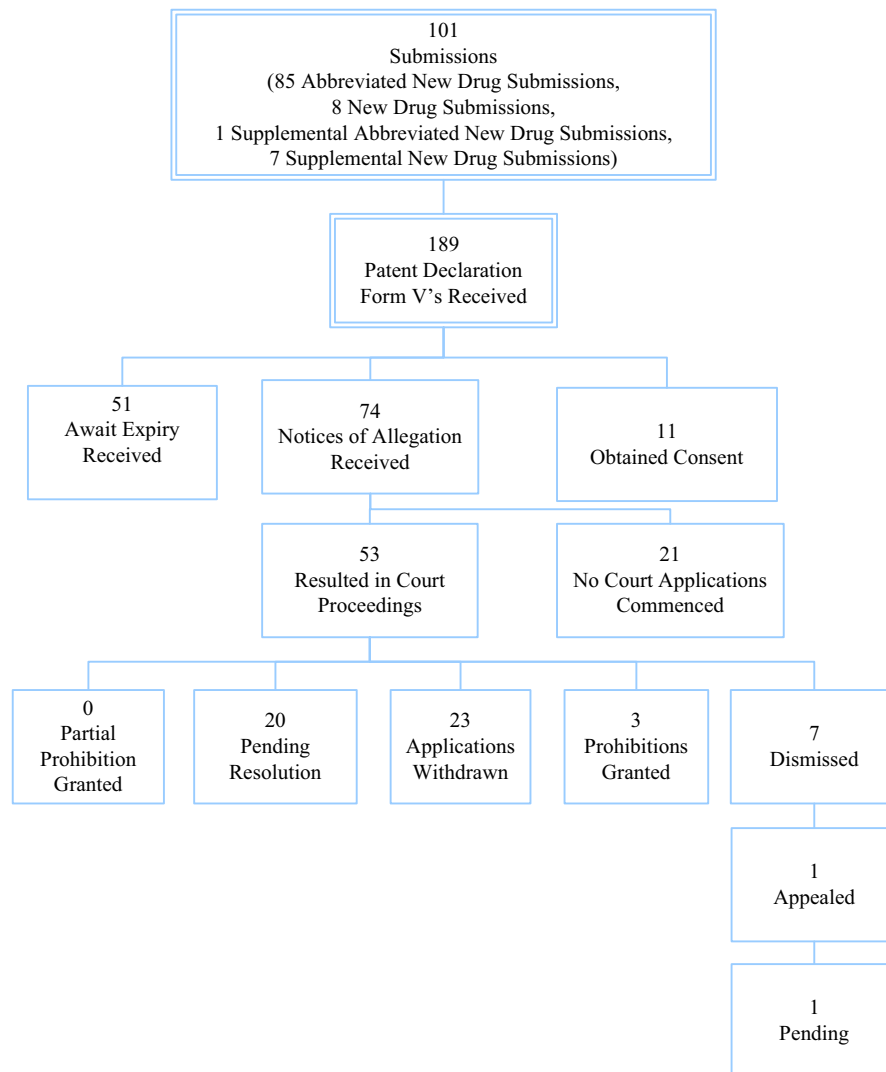 101
Submissions
(85 Abbreviated New Drug Submissions,
8 New Drug Submissions,
1 Supplemental Abbreviated New Drug Submissions,
7 Supplemental New Drug Submissions)
189
Patent Declaration
Form V's Received
51
Await Expiry
Received
74
Notices of Allegation
Received
11
Obtained Consent
53
Resulted in Court
Proceedings
21
No Court Applications
Commenced
0
Partial
Prohibition
Granted
20
Pending
Resolution
23
Applications
Withdrawn
3
Prohibitions
Granted
7
Dismissed
1
Appealed
1
Pending